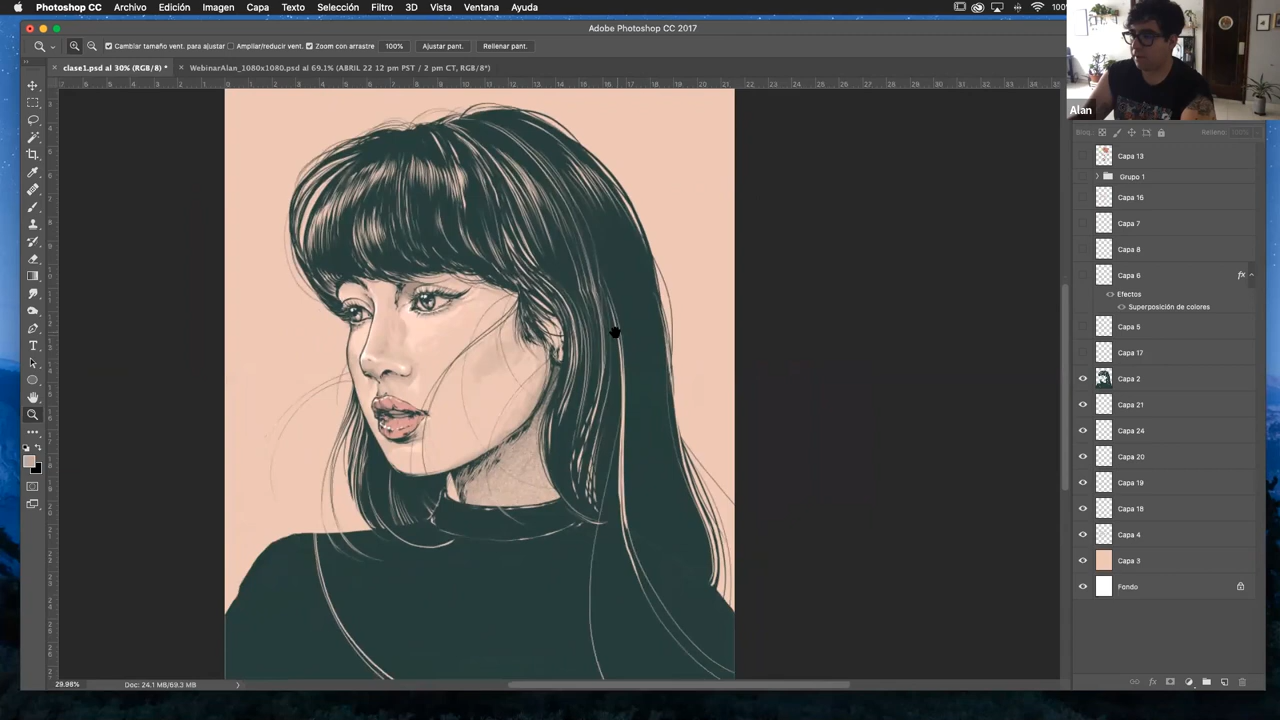 Photoshop CC Archivo Edición Imagen Capa Texto Selección Filtro 3D Vista Ventana Ayuda
Adobe Photoshop CC 2017
Cambiar tamaño vent. para ajustar Ampliar/reducir vent. Zoom con arrastre 100% Ajustar pant. Rellenar pant.
clase1.psd al 30% (RGB/8) * WebinarAlan_1080x1080.psd al 69.1% (ABRIL 22 12 pm PST / 2 pm CT, RGB/8*)
Alan
Bloq.: Relleno: 100%
Capa 13
Grupo 1
Capa 16
Capa 7
Capa 8
Capa 6 fx
Efectos
Superposición de colores
Capa 5
Capa 17
Capa 2
Capa 21
Capa 24
Capa 20
Capa 19
Capa 18
Capa 4
Capa 3
Fondo
29.98% Doc: 24.1 MB/69.3 MB